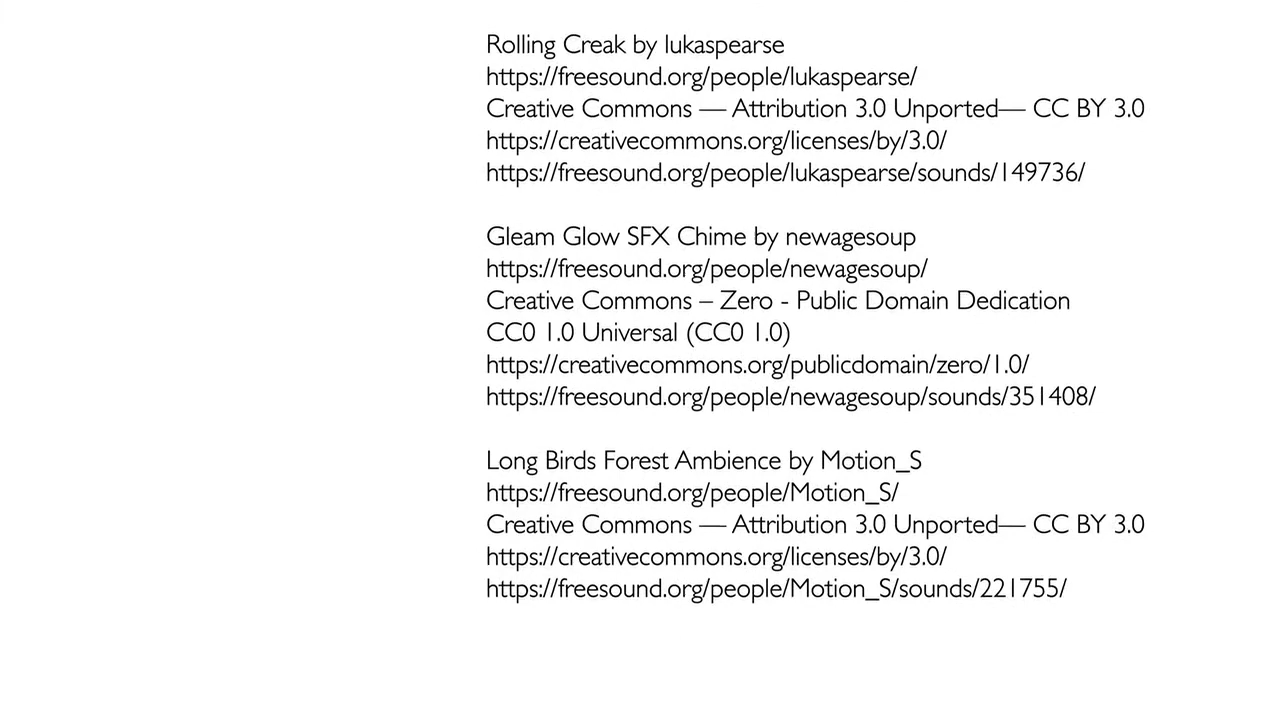 Rolling Creak by lukaspearse
https://freesound.org/people/lukaspearse/
Creative Commons — Attribution 3.0 Unported— CC BY 3.0
https://creativecommons.org/licenses/by/3.0/
https://freesound.org/people/lukaspearse/sounds/149736/
Gleam Glow SFX Chime by newagesoup
https://freesound.org/people/newagesoup/
Creative Commons – Zero - Public Domain Dedication
CC0 1.0 Universal (CC0 1.0)
https://creativecommons.org/publicdomain/zero/1.0/
https://freesound.org/people/newagesoup/sounds/351408/
Long Birds Forest Ambience by Motion_S
https://freesound.org/people/Motion_S/
Creative Commons — Attribution 3.0 Unported— CC BY 3.0
https://creativecommons.org/licenses/by/3.0/
https://freesound.org/people/Motion_S/sounds/221755/